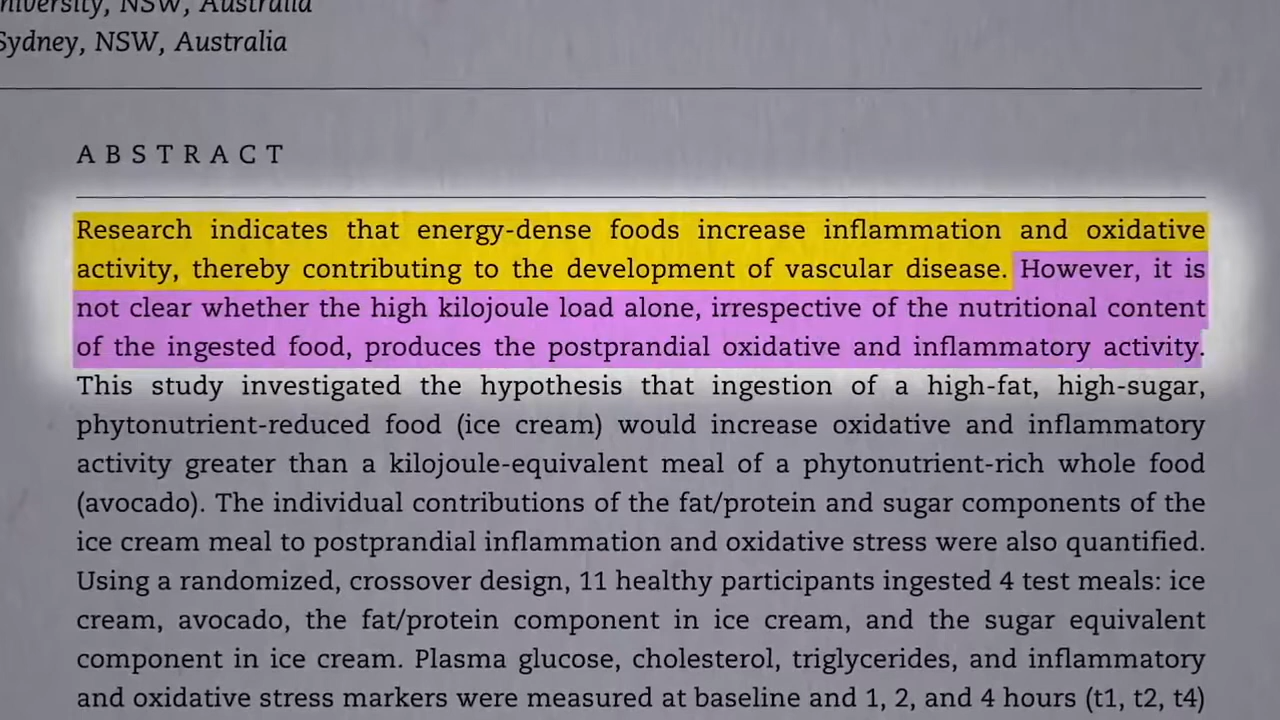 University, NSW, Australia
Sydney, NSW, Australia
ABSTRACT
Research indicates that energy-dense foods increase inflammation and oxidative
activity, thereby contributing to the development of vascular disease. However, it is
not clear whether the high kilojoule load alone, irrespective of the nutritional content
of the ingested food, produces the postprandial oxidative and inflammatory activity.
This study investigated the hypothesis that ingestion of a high-fat, high-sugar,
phytonutrient-reduced food (ice cream) would increase oxidative and inflammatory
activity greater than a kilojoule-equivalent meal of a phytonutrient-rich whole food
(avocado). The individual contributions of the fat/protein and sugar components of the
ice cream meal to postprandial inflammation and oxidative stress were also quantified.
Using a randomized, crossover design, 11 healthy participants ingested 4 test meals: ice
cream, avocado, the fat/protein component in ice cream, and the sugar equivalent
component in ice cream. Plasma glucose, cholesterol, triglycerides, and inflammatory
and oxidative stress markers were measured at baseline and 1, 2, and 4 hours (t1, t2, t4)